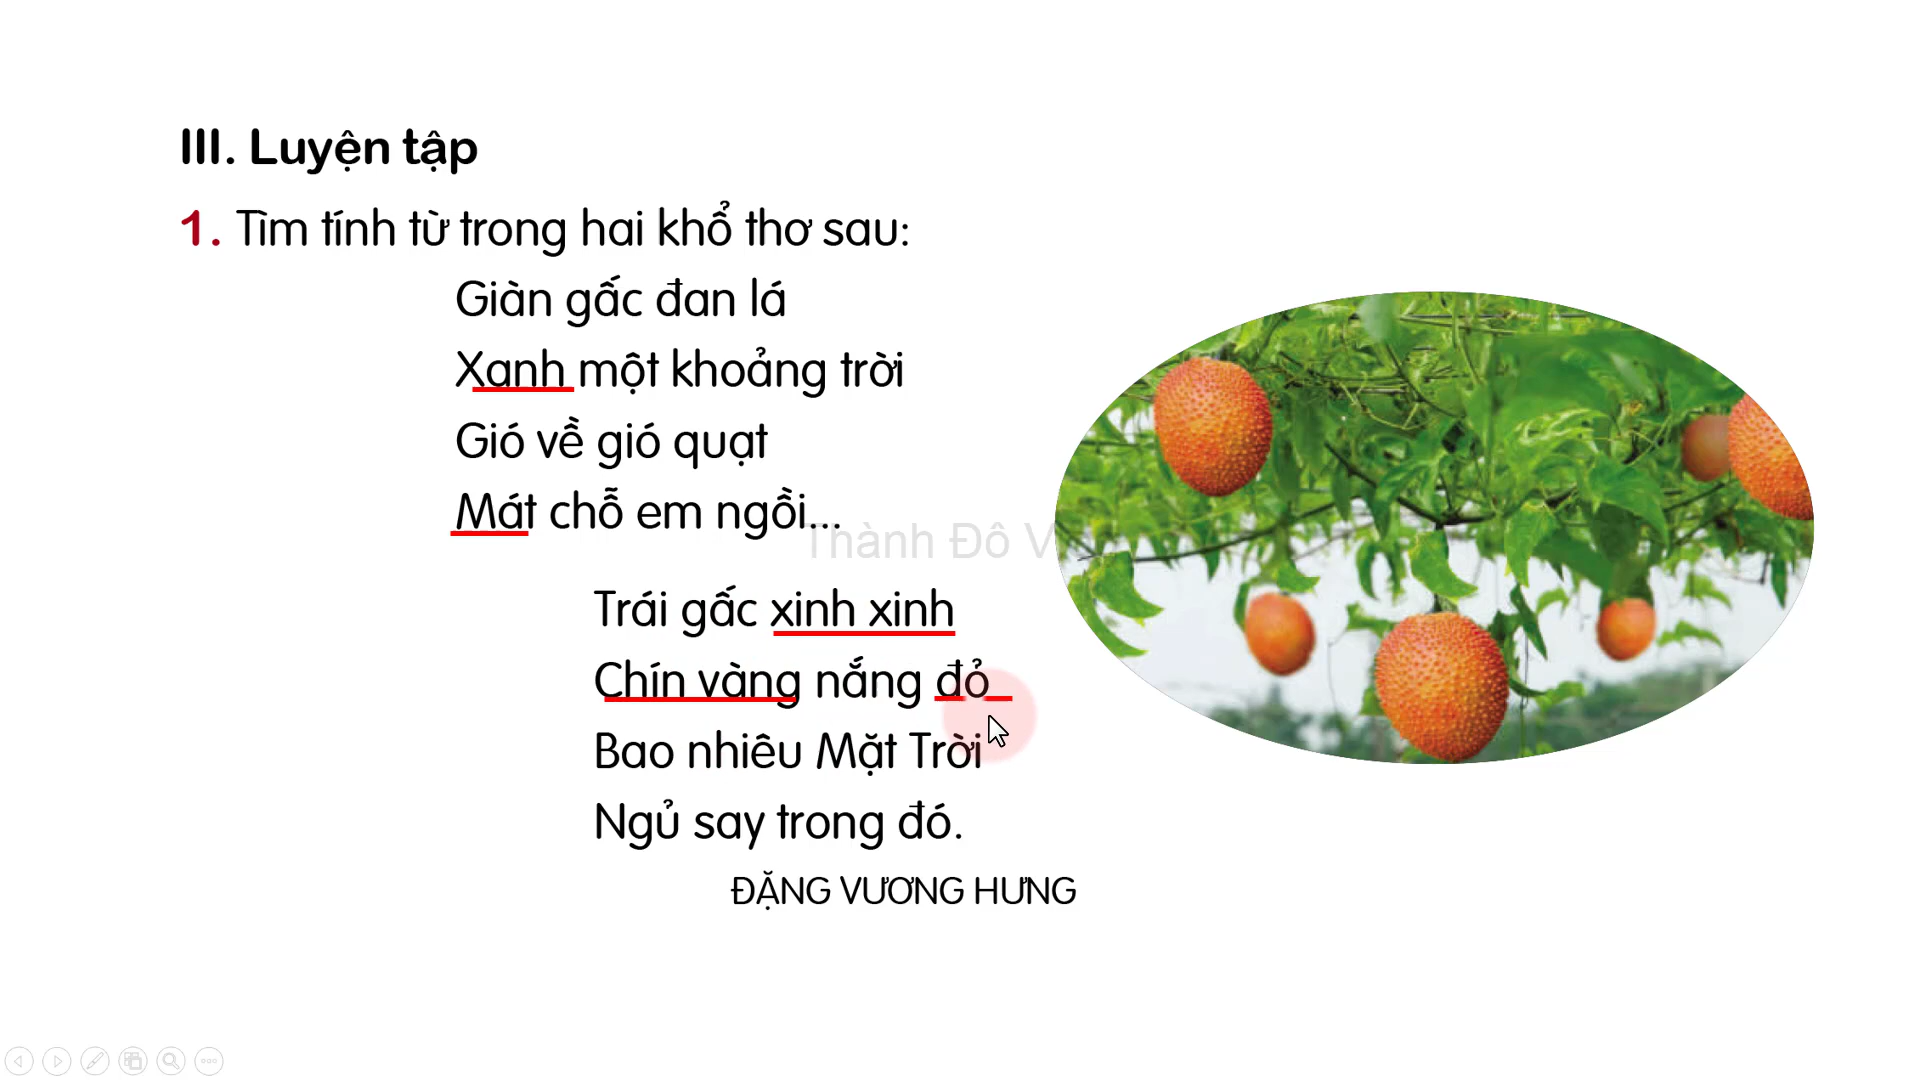 III. Luyện tập
1. Tìm tính từ trong hai khổ thơ sau:
Giàn gấc đan lá
Xanh một khoảng trời
Gió về gió quạt
Mát chỗ em ngồi...
Thành Đô
Trái gấc xinh xinh
Chín vàng nắng đỏ
Bao nhiêu Mặt Trời
Ngủ say trong đó.
ĐẶNG VƯƠNG HƯNG